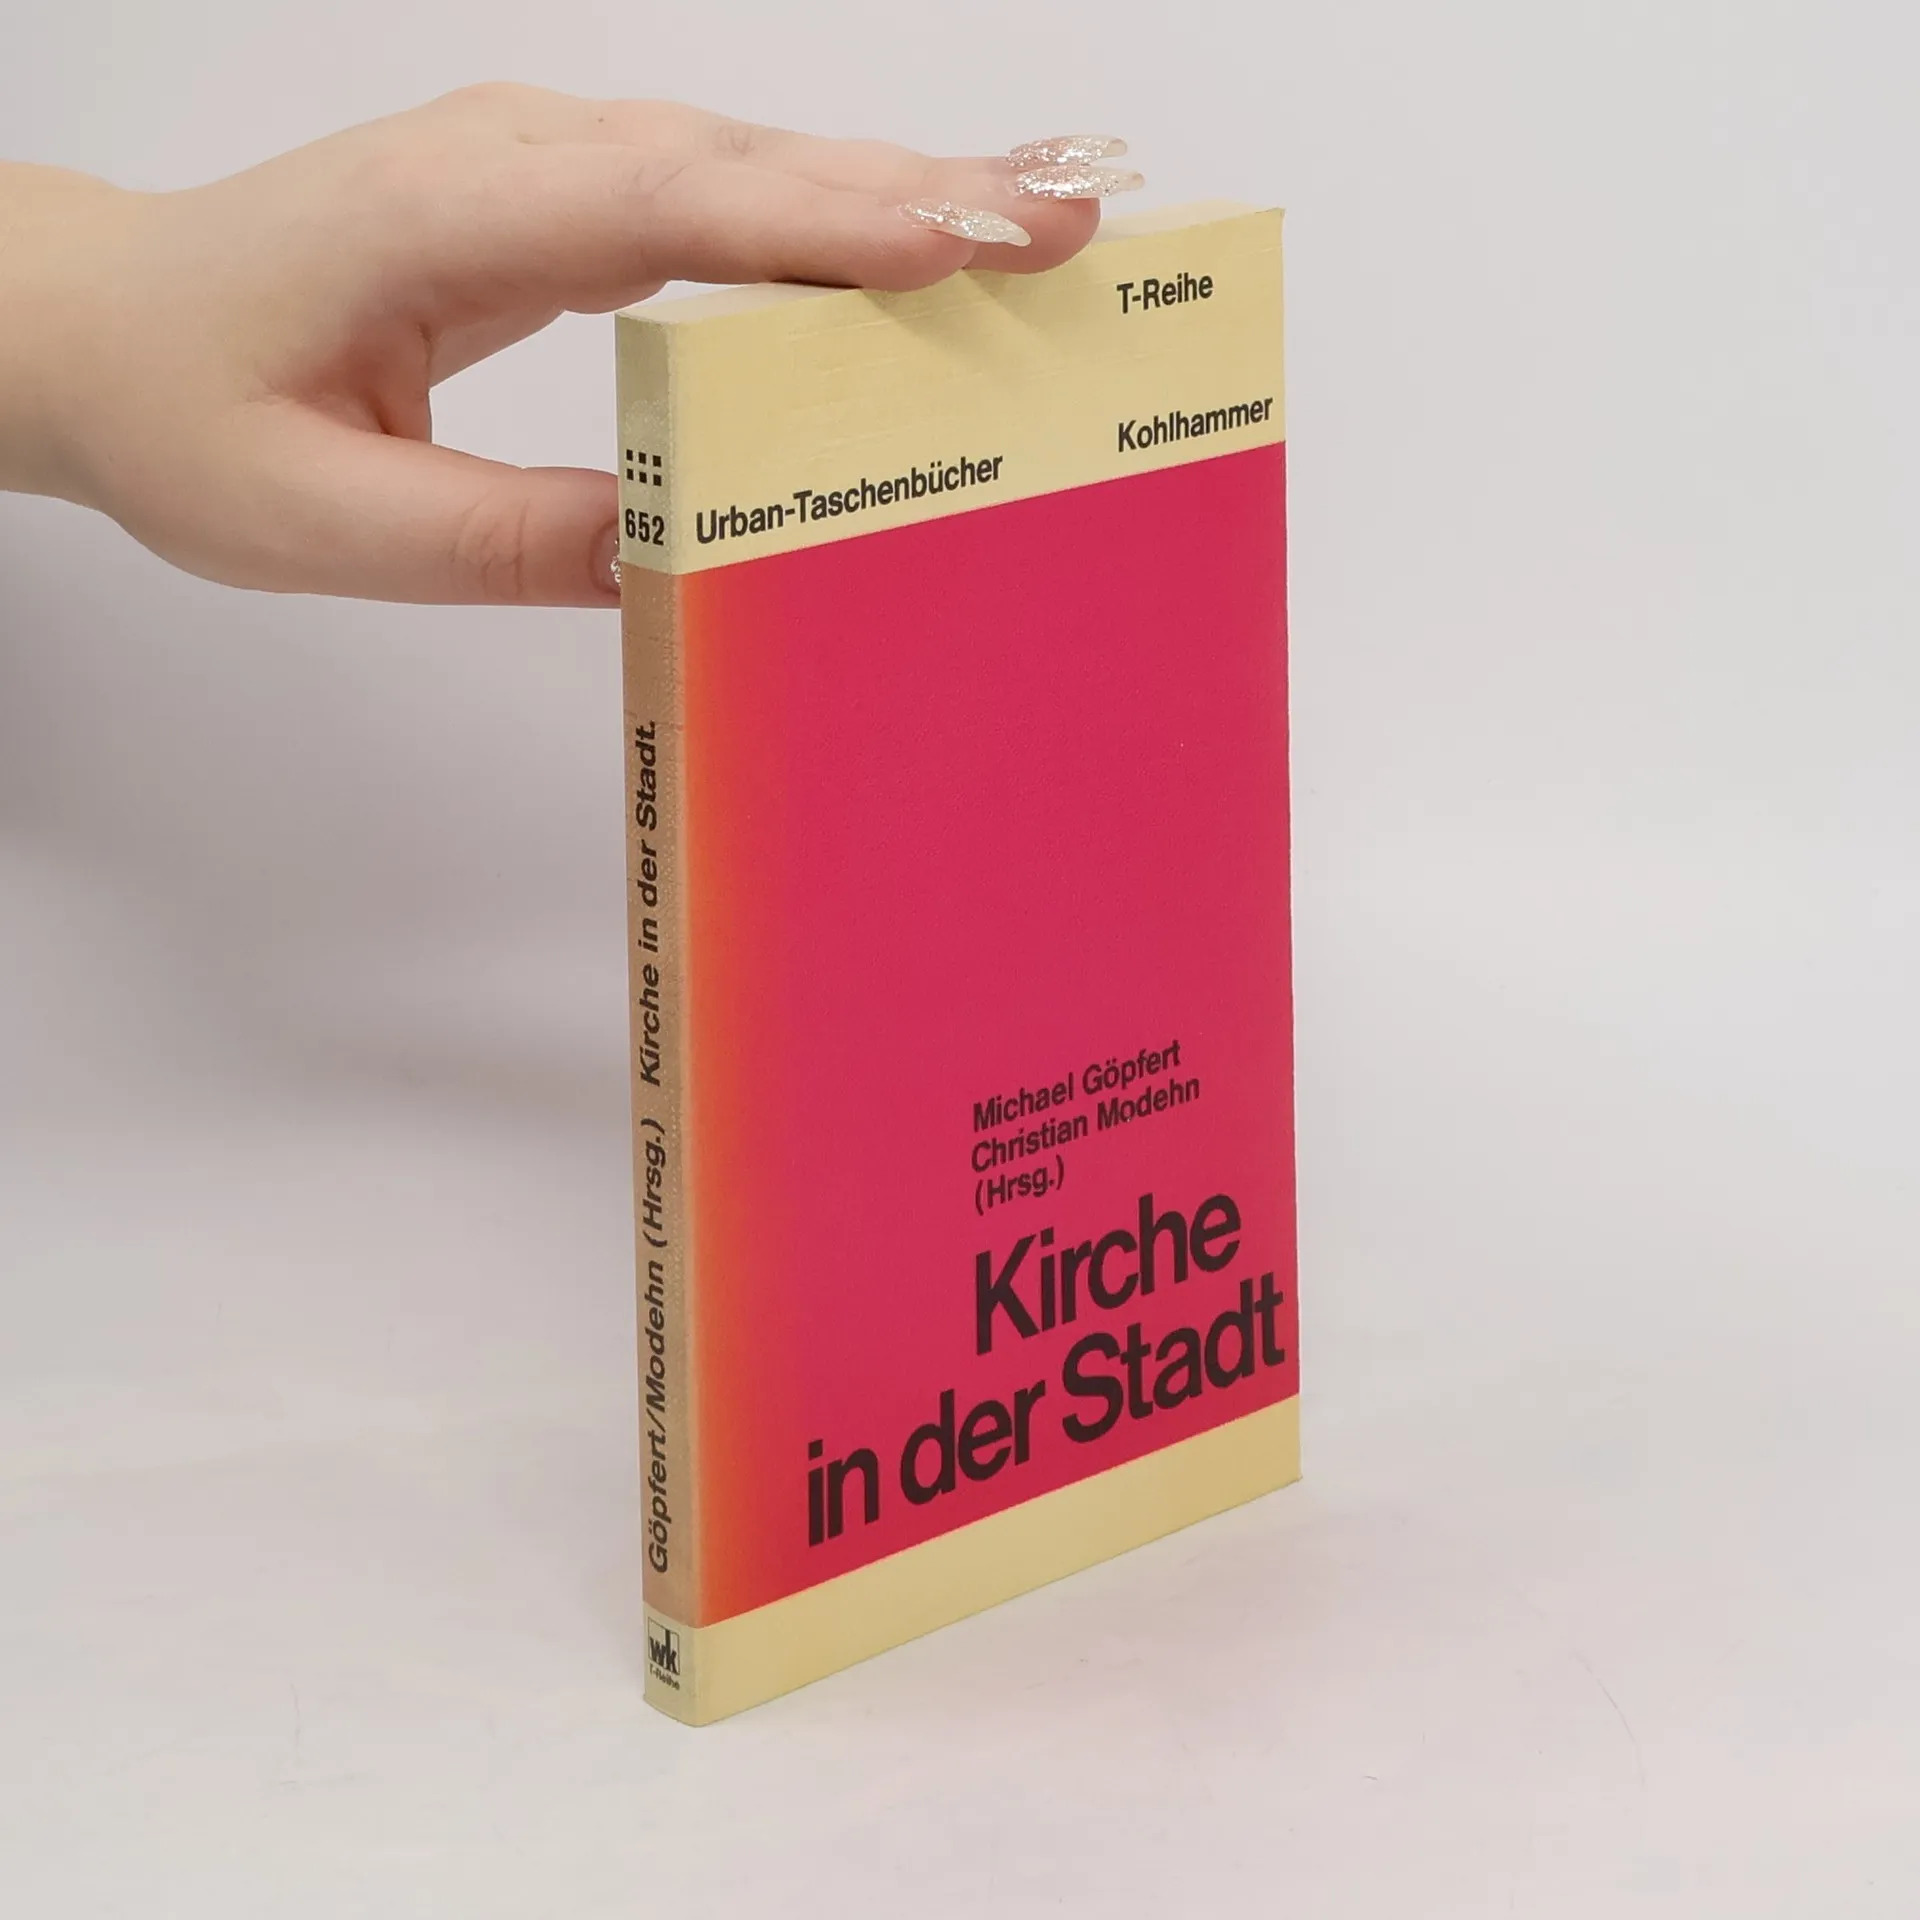 T-Reihe
Kohlhammer
Urban-Taschenbücher
Michael Göpfert
Christian Modehn
(Hrsg.)
Kirche
in der Stadt
652
Göpfert/Modehn (Hrsg.) Kirche in der Stadt.
wk
T-Reihe